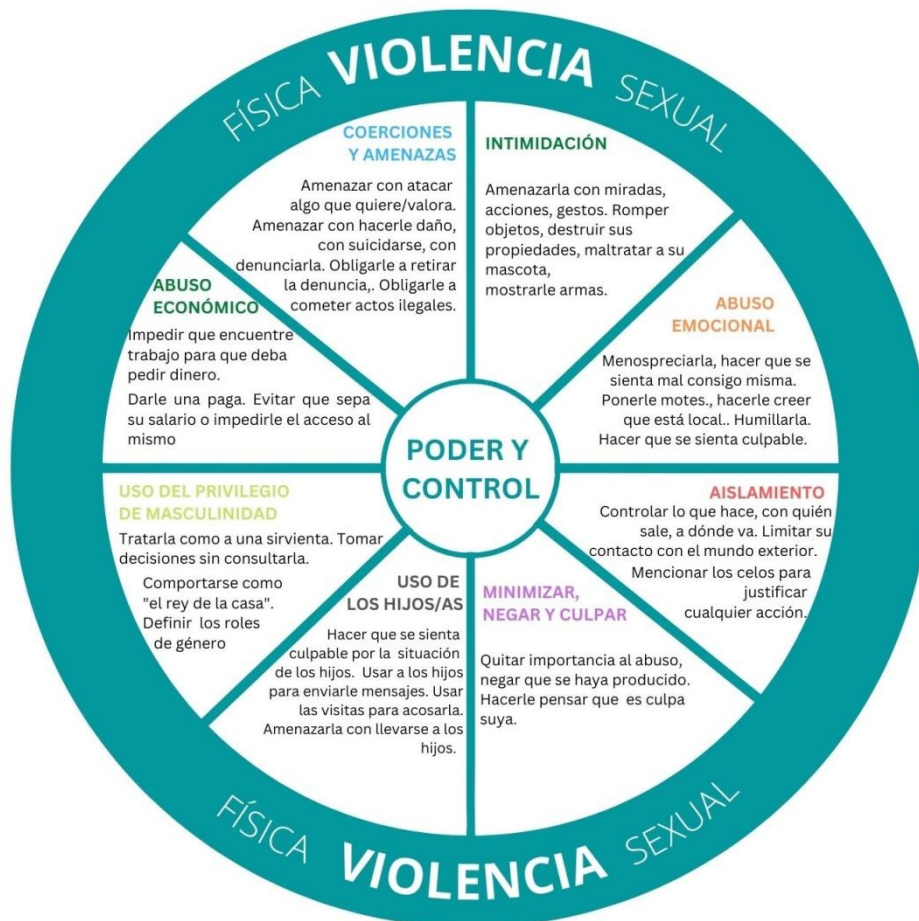 FÍSICA VIOLENCIA SEXUAL
COERCIONES
Y AMENAZAS
Amenazar con atacar
algo que quiere/valora.
Amenazar con hacerle daño,
con suicidarse, con
denunciarla. Obligarle a retirar
la denuncia,. Obligarle a
cometer actos ilegales.
INTIMIDACIÓN
Amenazarla con miradas,
acciones, gestos. Romper
objetos, destruir sus
propiedades, maltratar a su
mascota,
mostrarle armas.
ABUSO
ECONÓMICO
Impedir que encuentre
trabajo para que deba
pedir dinero.
Darle una paga. Evitar que sepa
su salario o impedirle el acceso al
mismo
ABUSO
EMOCIONAL
Menospreciarla, hacer que se
sienta mal consigo misma.
Ponerle motes., hacerle creer
que está local.. Humillarla.
Hacer que se sienta culpable.
PODER Y
CONTROL
USO DEL PRIVILEGIO
DE MASCULINIDAD
Tratarla como a una sirvienta. Tomar
decisiones sin consultarla.
Comportarse como
"el rey de la casa".
Definir los roles
de género
AISLAMIENTO
Controlar lo que hace, con quién
sale, a dónde va. Limitar su
contacto con el mundo exterior.
Mencionar los celos para
justificar
cualquier acción.
USO DE
LOS HIJOS/AS
Hacer que se sienta
culpable por la situación
de los hijos. Usar a los hijos
para enviarle mensajes. Usar
las visitas para acosarla.
Amenazarla con llevarse a los
hijos.
MINIMIZAR,
NEGAR Y CULPAR
Quitar importancia al abuso,
negar que se haya producido.
Hacerle pensar que es culpa
suya.
FÍSICA VIOLENCIA SEXUAL